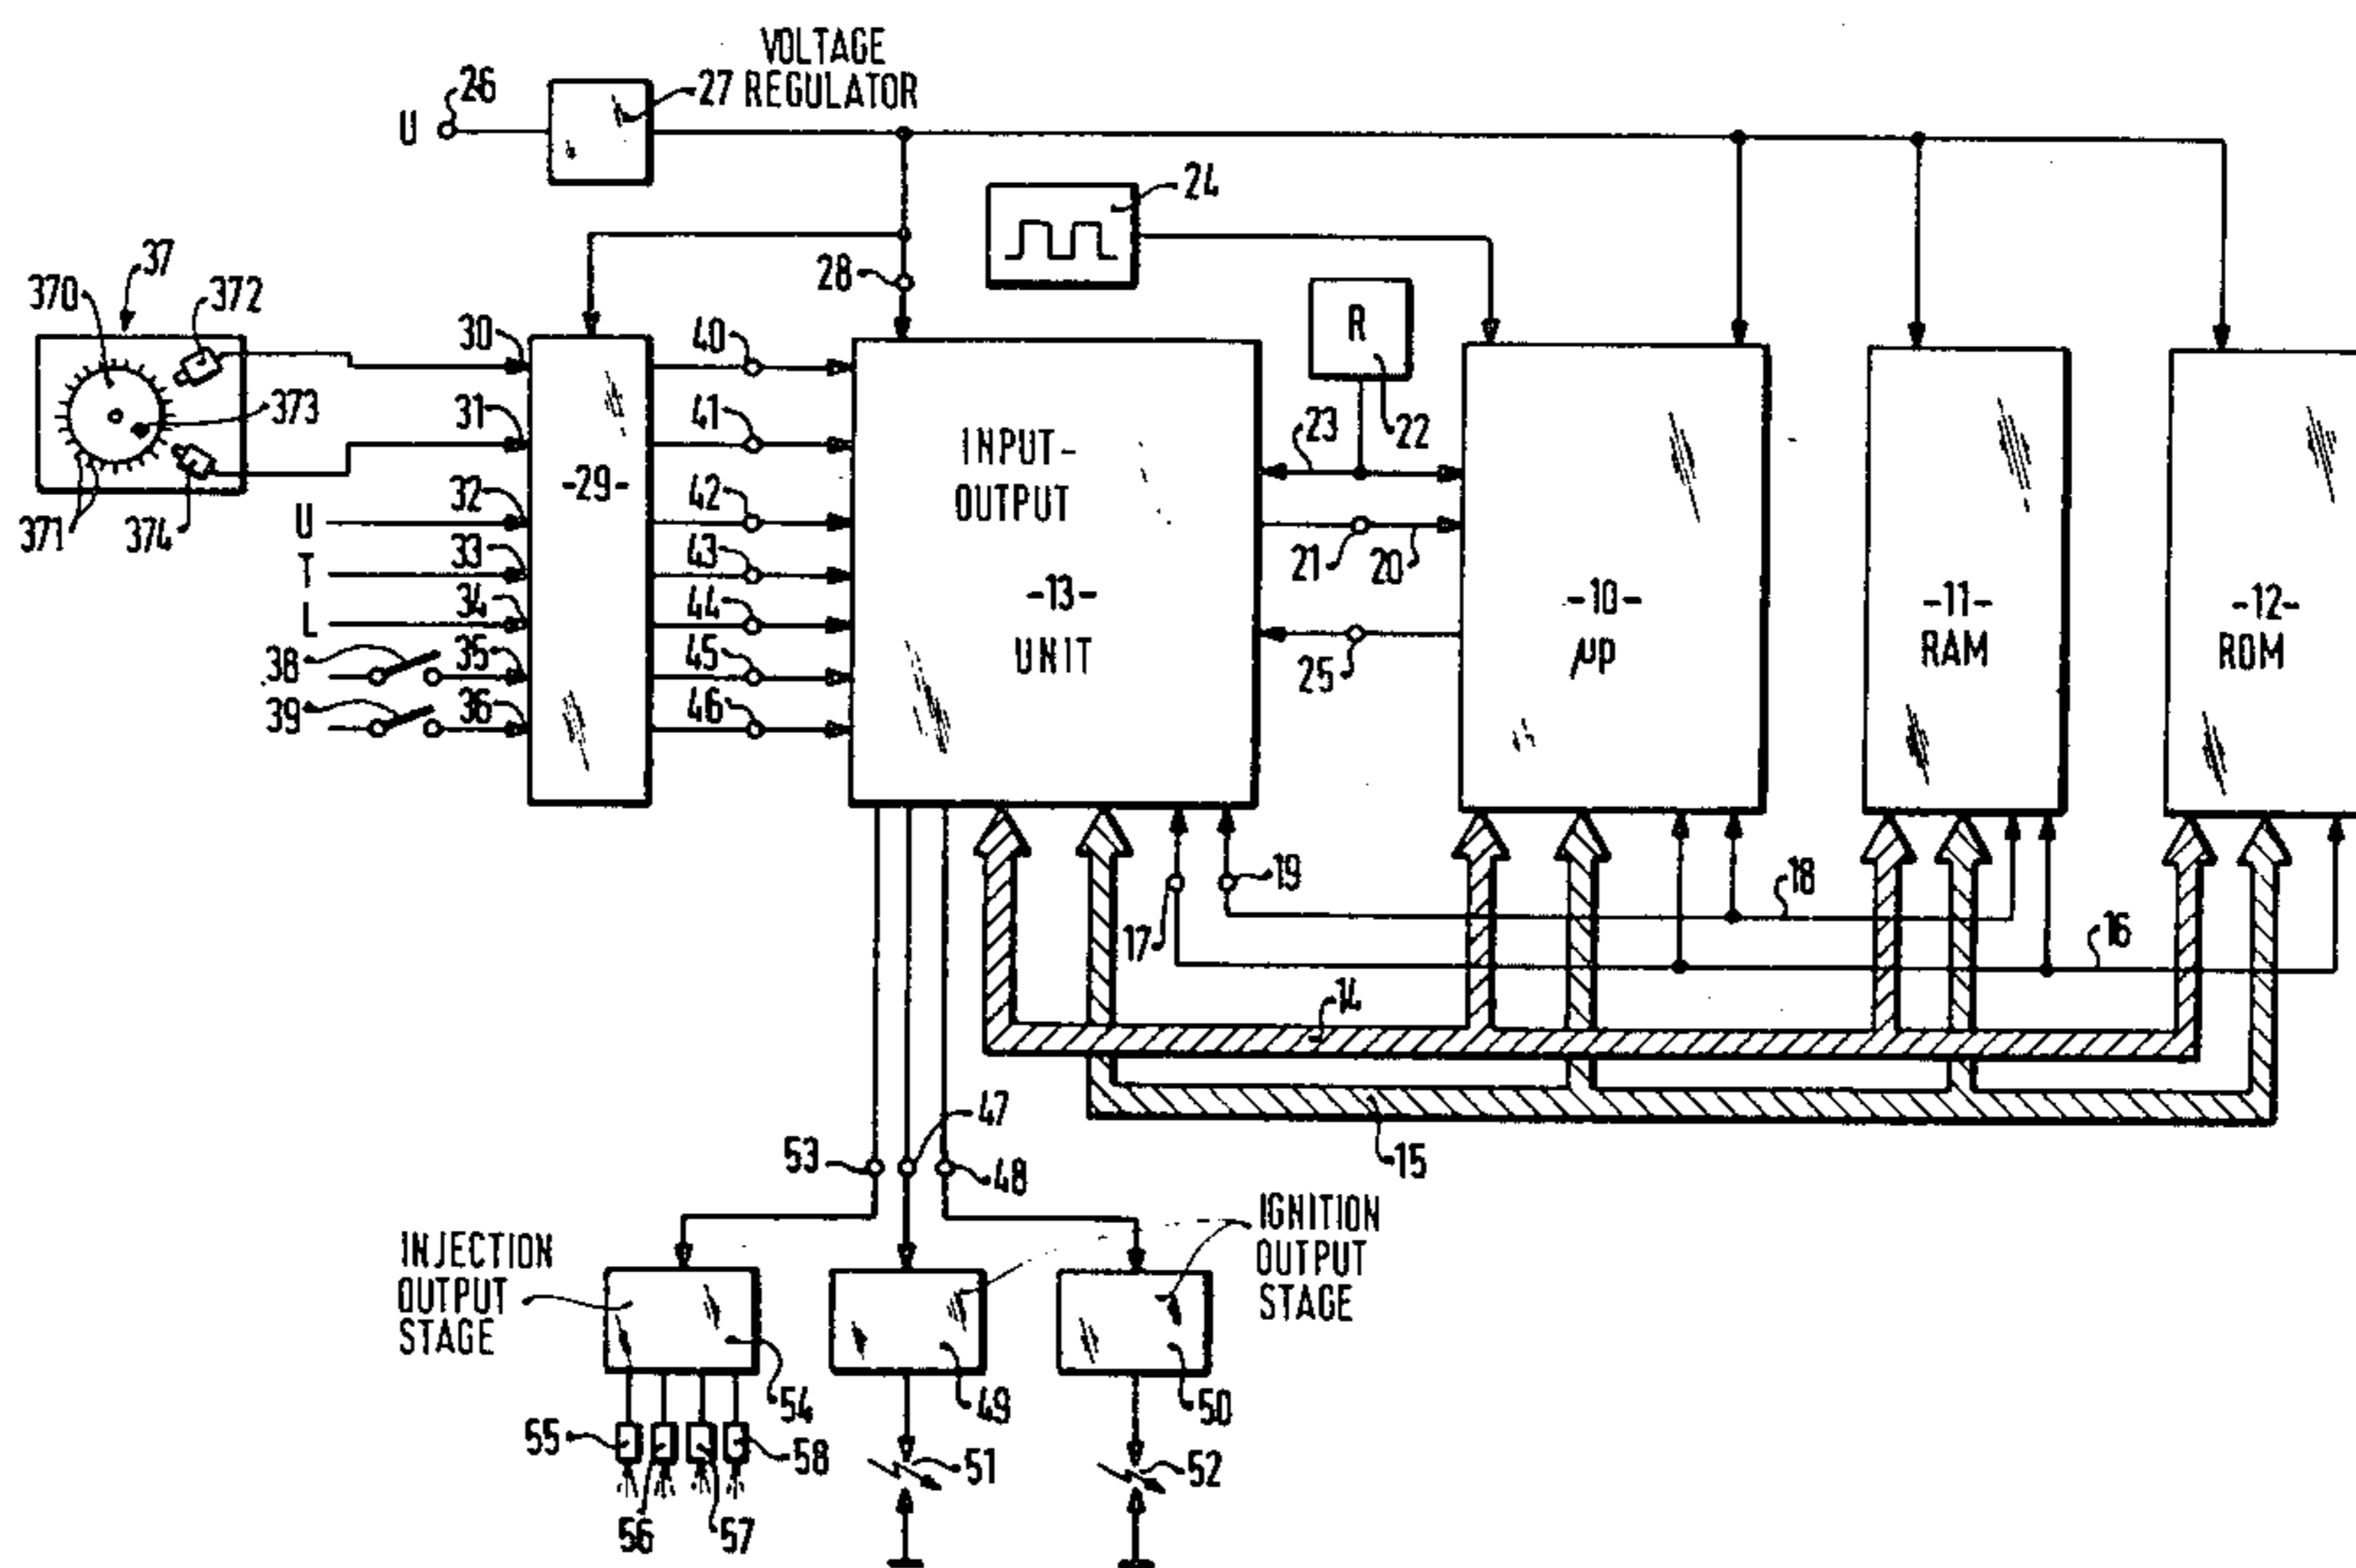 VOLTAGE
27 REGULATOR
26
U
24
28
37
370
372
373
371
374
30
31
32
33
34
35
36
U
T
L
38
39
-29-
40
41
42
43
44
45
46
INPUT-
OUTPUT
-13-
UNIT
R
22
23
21
20
25
-10-
µp
-11-
RAM
-12-
ROM
19
17
18
16
14
15
53
47
48
INJECTION
OUTPUT
STAGE
IGNITION
OUTPUT
STAGE
54
49
50
55
56
57
58
51
52